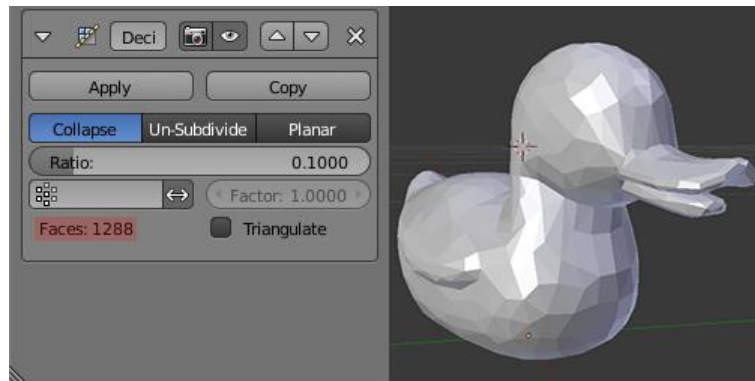 Deci
Apply Copy
Collapse Un-Subdivide Planar
Ratio: 0.1000
Factor: 1.0000
Faces: 1288 Triangulate